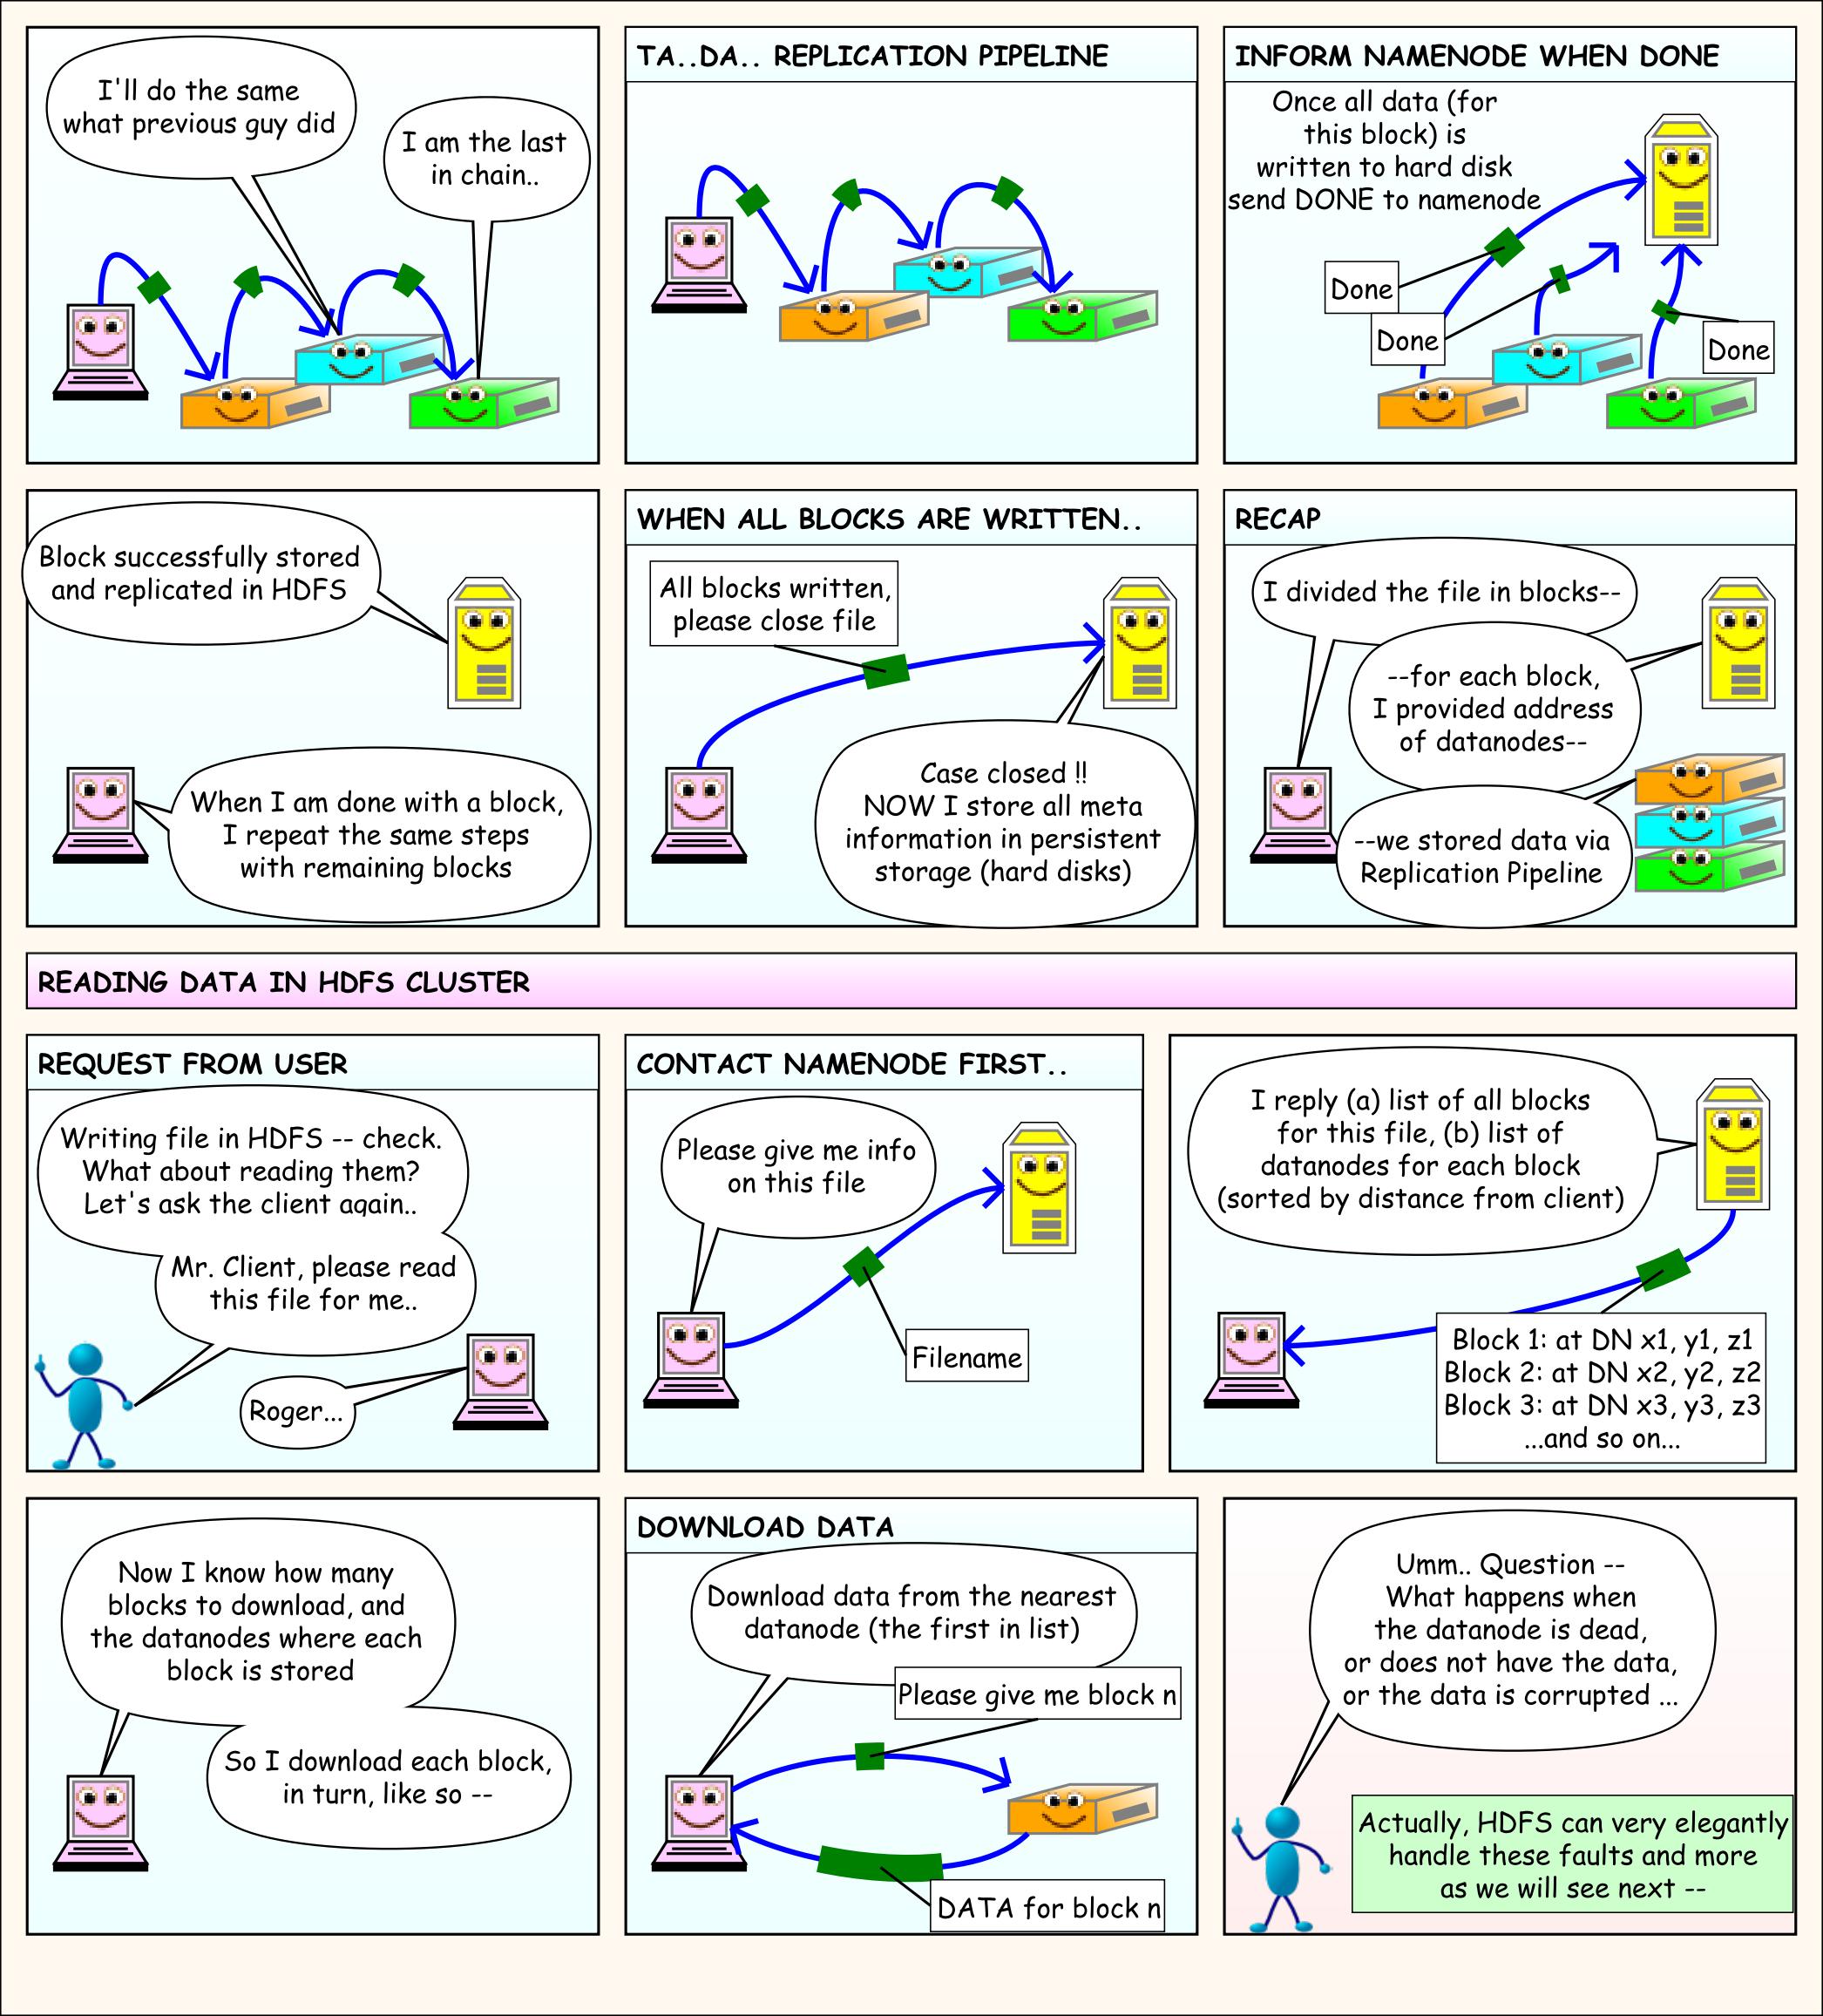 I'll do the same
what previous guy did
I am the last
in chain..
TA..DA.. REPLICATION PIPELINE
INFORM NAMENODE WHEN DONE
Once all data (for
this block) is
written to hard disk
send DONE to namenode
Done
Done
Done
Block successfully stored
and replicated in HDFS
When I am done with a block,
I repeat the same steps
with remaining blocks
WHEN ALL BLOCKS ARE WRITTEN..
All blocks written,
please close file
Case closed !!
NOW I store all meta
information in persistent
storage (hard disks)
RECAP
I divided the file in blocks--
--for each block,
I provided address
of datanodes--
--we stored data via
Replication Pipeline
READING DATA IN HDFS CLUSTER
REQUEST FROM USER
Writing file in HDFS -- check.
What about reading them?
Let's ask the client again..
Mr. Client, please read
this file for me..
Roger...
CONTACT NAMENODE FIRST..
Please give me info
on this file
Filename
I reply (a) list of all blocks
for this file, (b) list of
datanodes for each block
(sorted by distance from client)
Block 1: at DN x1, y1, z1
Block 2: at DN x2, y2, z2
Block 3: at DN x3, y3, z3
...and so on...
Now I know how many
blocks to download, and
the datanodes where each
block is stored
So I download each block,
in turn, like so --
DOWNLOAD DATA
Download data from the nearest
datanode (the first in list)
Please give me block n
DATA for block n
Umm.. Question --
What happens when
the datanode is dead,
or does not have the data,
or the data is corrupted ...
Actually, HDFS can very elegantly
handle these faults and more
as we will see next --